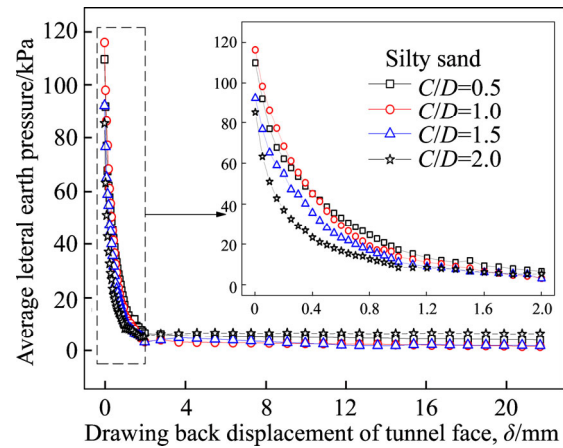 Average leteral earth pressure/kPa
120
100
80
60
40
20
0
120
100
80
60
40
20
0
Silty sand
C/D=0.5
C/D=1.0
C/D=1.5
C/D=2.0
0 0.4 0.8 1.2 1.6 2.0
0 4 8 12 16 20
Drawing back displacement of tunnel face, δ/mm